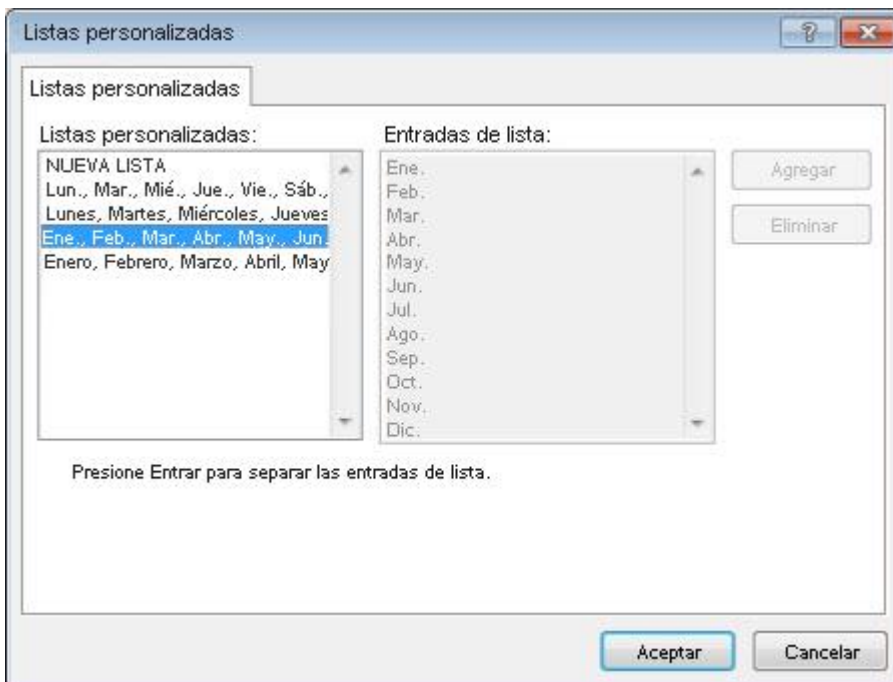 Listas personalizadas
Listas personalizadas
Listas personalizadas:
NUEVA LISTA
Lun., Mar., Mié., Jue., Vie., Sáb.,
Lunes, Martes, Miércoles, Jueves
Ene., Feb., Mar., Abr., May., Jun.
Enero, Febrero, Marzo, Abril, May
Entradas de lista:
Ene.
Feb.
Mar.
Abr.
May.
Jun.
Jul.
Ago.
Sep.
Oct.
Nov.
Dic.
Agregar
Eliminar
Presione Entrar para separar las entradas de lista.
Aceptar
Cancelar